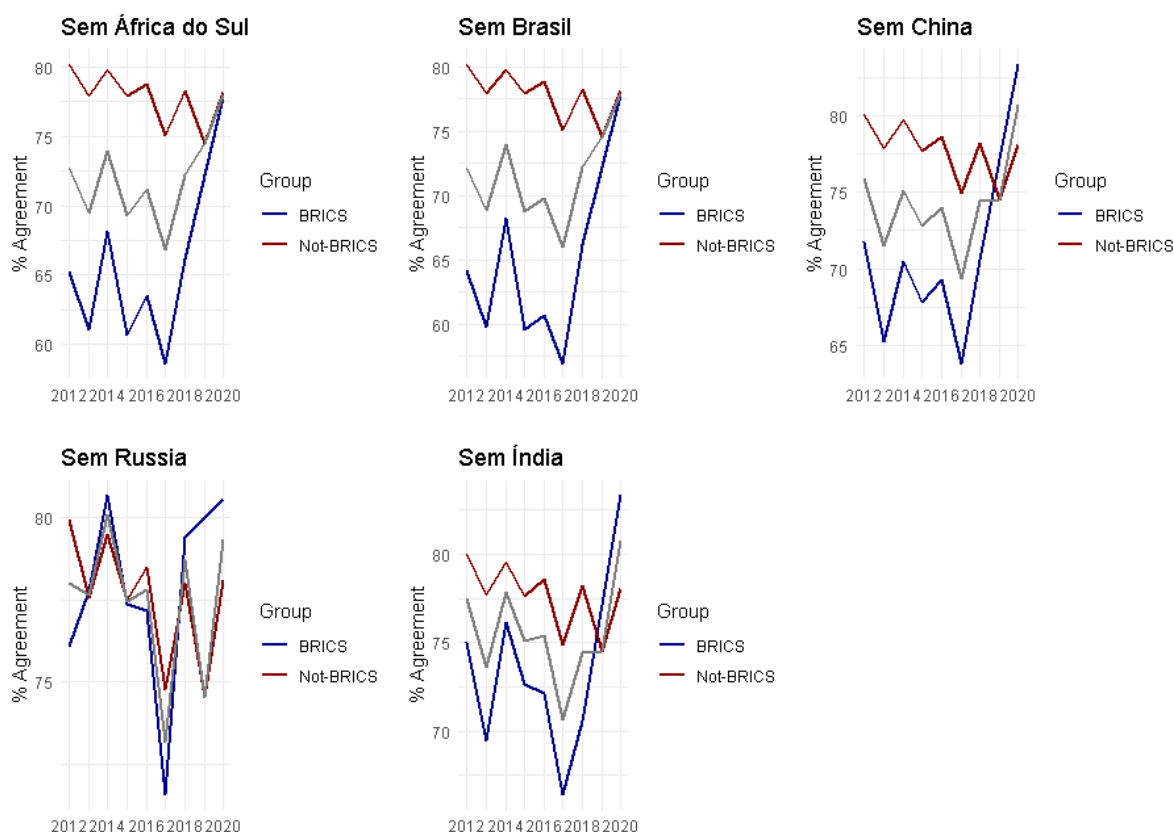 Sem África do Sul
80
75
70
65
60
% Agreement
2012 2014 2016 2018 2020
Group
BRICS
Not-BRICS
Sem Brasil
80
75
70
65
60
% Agreement
2012 2014 2016 2018 2020
Group
BRICS
Not-BRICS
Sem China
80
75
70
65
% Agreement
2012 2014 2016 2018 2020
Group
BRICS
Not-BRICS
Sem Russia
80
75
% Agreement
2012 2014 2016 2018 2020
Group
BRICS
Not-BRICS
Sem Índia
80
75
70
% Agreement
2012 2014 2016 2018 2020
Group
BRICS
Not-BRICS